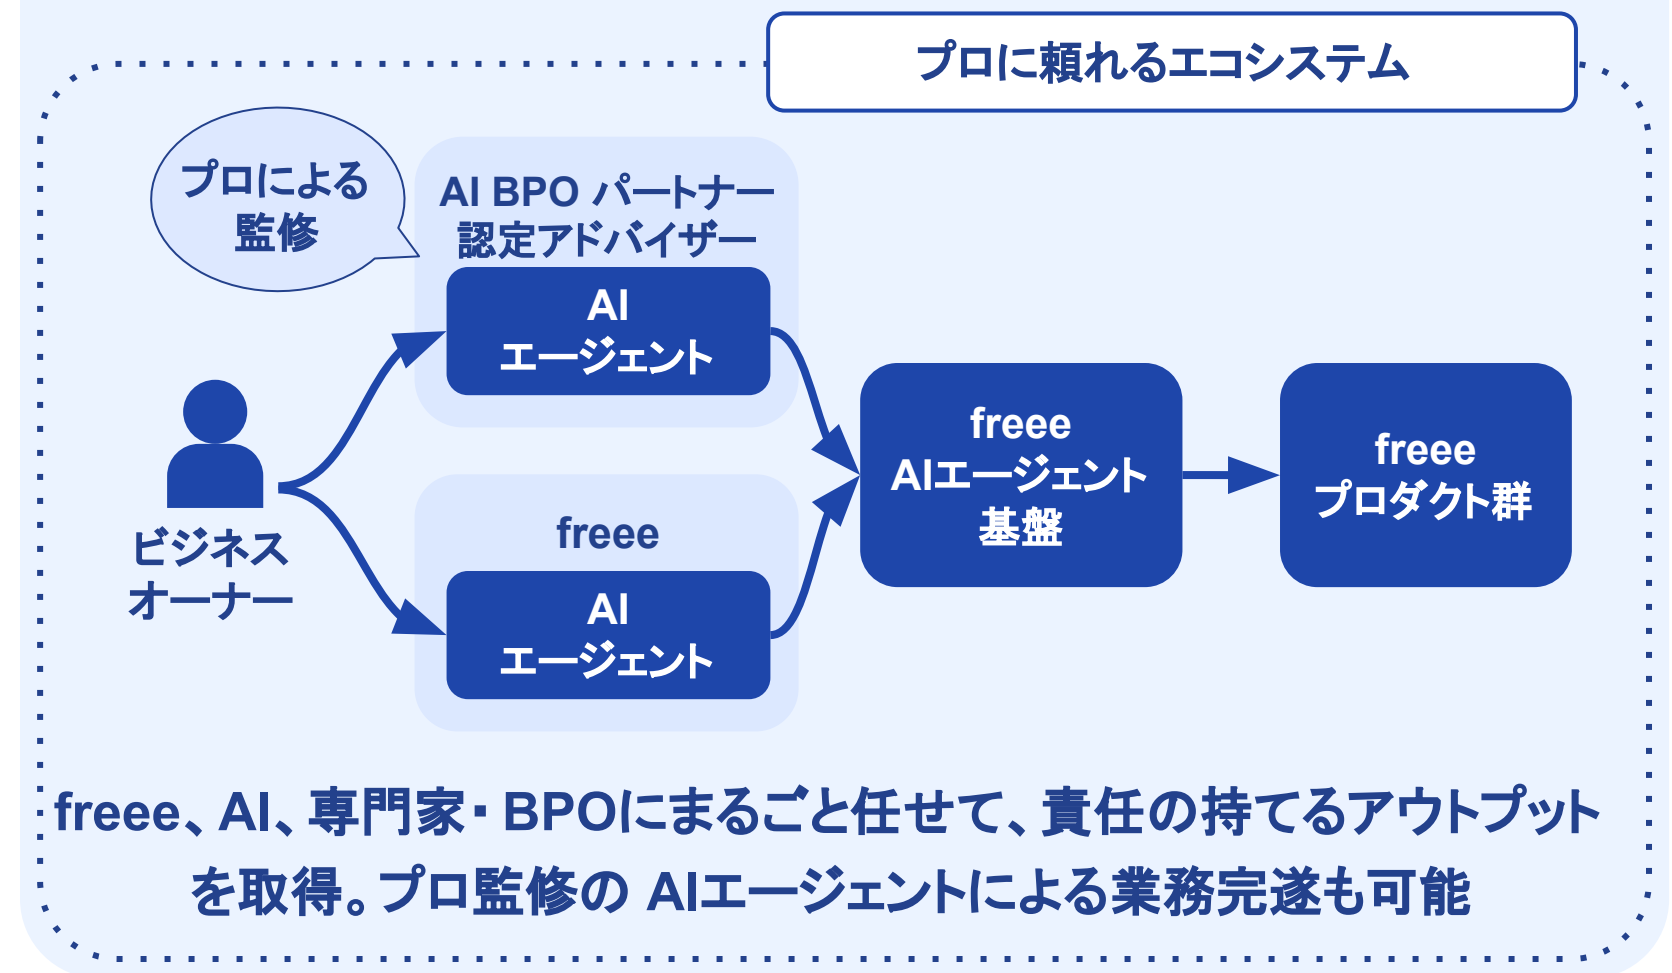 プロに頼れるエコシステム
プロによる
監修
AI BPO パートナー
認定アドバイザー
AI
エージェント
ビジネス
オーナー
freee
AI
エージェント
freee
AIエージェント
基盤
freee
プロダクト群
freee、AI、専門家・BPOにまるごと任せて、責任の持てるアウトプット
を取得。プロ監修の AIエージェントによる業務完遂も可能